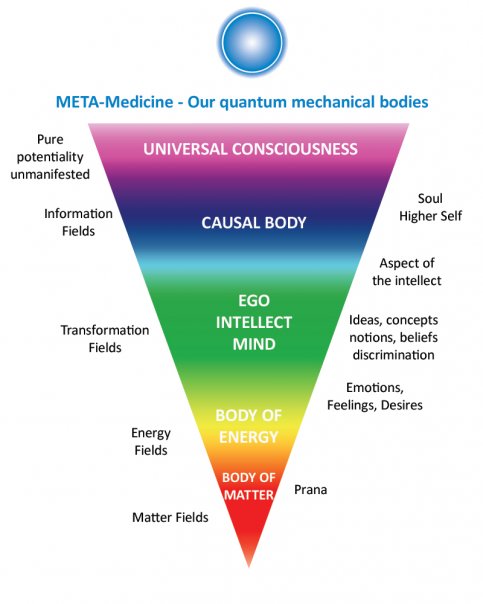 META-Medicine - Our quantum mechanical bodies
Pure
potentiality
unmanifested
UNIVERSAL CONSCIOUSNESS
Information
Fields
CAUSAL BODY
Soul
Higher Self
Aspect of
the intellect
EGO
INTELLECT
MIND
Transformation
Fields
Ideas, concepts
notions, beliefs
discrimination
Emotions,
Feelings, Desires
BODY OF
ENERGY
Energy
Fields
BODY OF
MATTER
Prana
Matter Fields